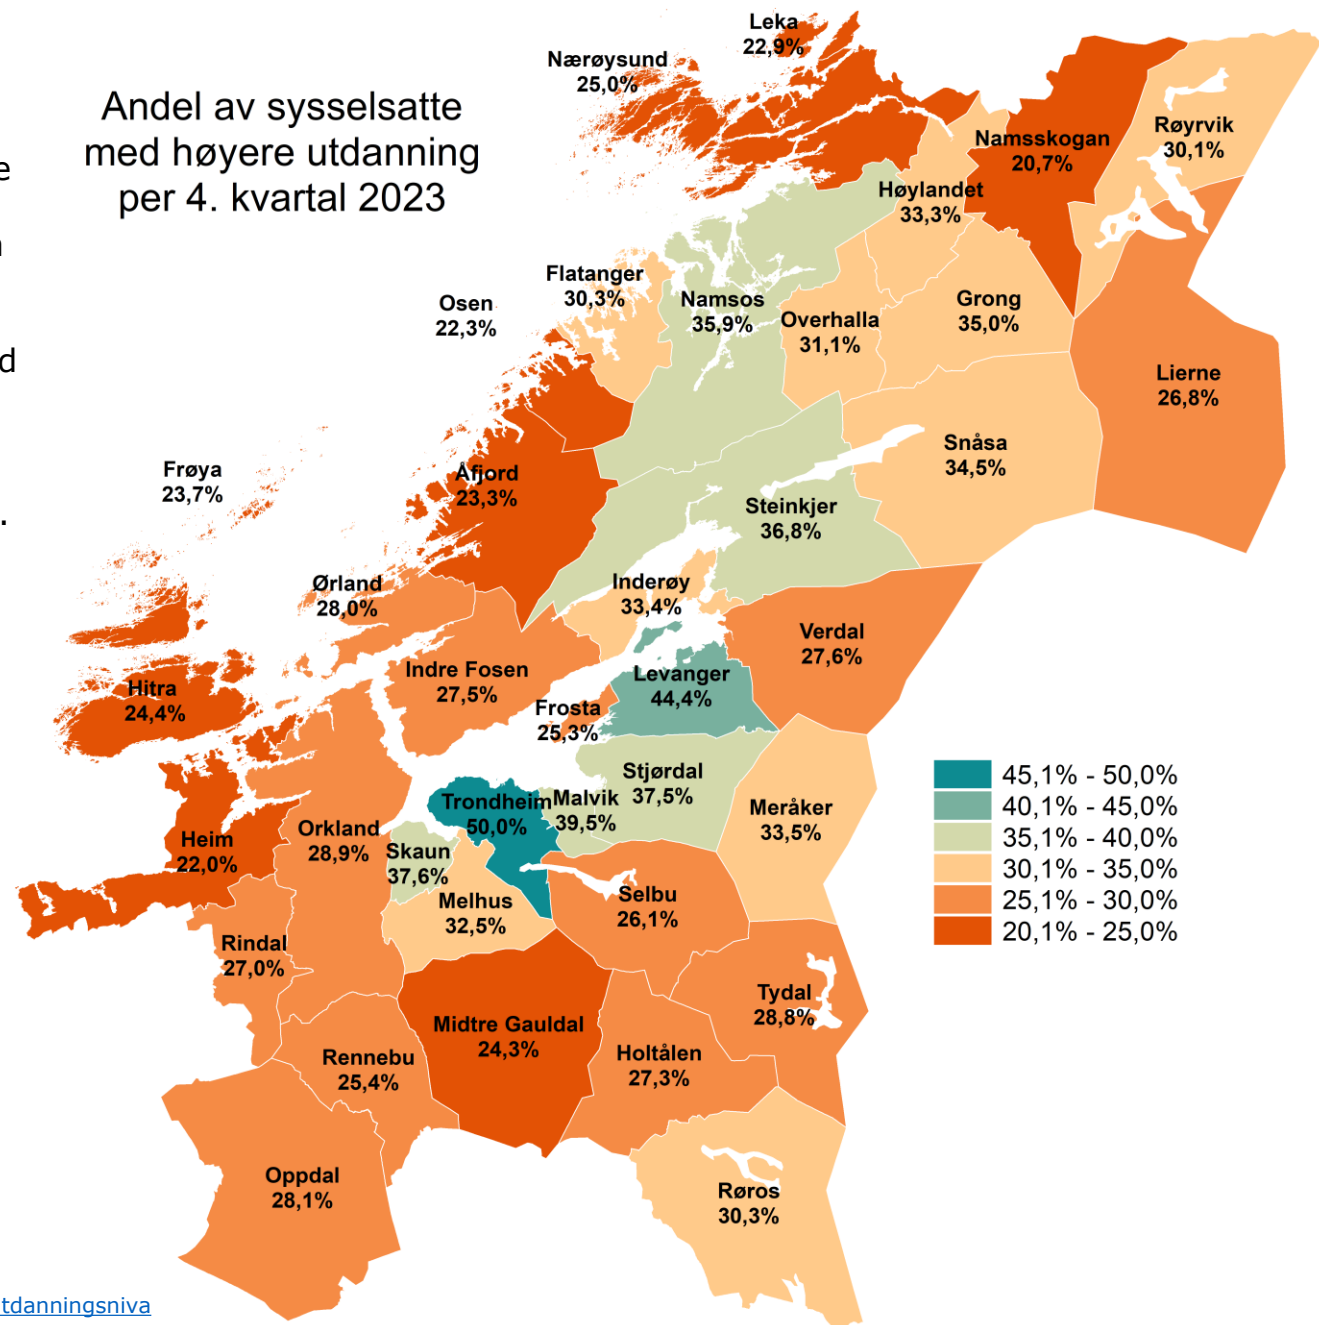 Andel av sysselsatte
med høyere utdanning
per 4. kvartal 2023
e
d
.
Leka
22,9%
Nærøysund
25,0%
Namsskogan
20,7%
Røyrvik
30,1%
Høylandet
33,3%
Flatanger
30,3%
Osen
22,3%
Namsos
35,9%
Overhalla
31,1%
Grong
35,0%
Lierne
26,8%
Snåsa
34,5%
Frøya
23,7%
Åfjord
23,3%
Steinkjer
36,8%
Ørland
28,0%
Inderøy
33,4%
Verdal
27,6%
Indre Fosen
27,5%
Levanger
44,4%
Hitra
24,4%
Frosta
25,3%
Stjørdal
37,5%
Trondheim
50,0%
Malvik
39,5%
Meråker
33,5%
Heim
22,0%
Orkland
28,9%
Skaun
37,6%
Melhus
32,5%
Selbu
26,1%
Rindal
27,0%
Tydal
28,8%
Midtre Gauldal
24,3%
Holtålen
27,3%
Rennebu
25,4%
Oppdal
28,1%
Røros
30,3%
45,1% - 50,0%
40,1% - 45,0%
35,1% - 40,0%
30,1% - 35,0%
25,1% - 30,0%
20,1% - 25,0%
tdanningsniva